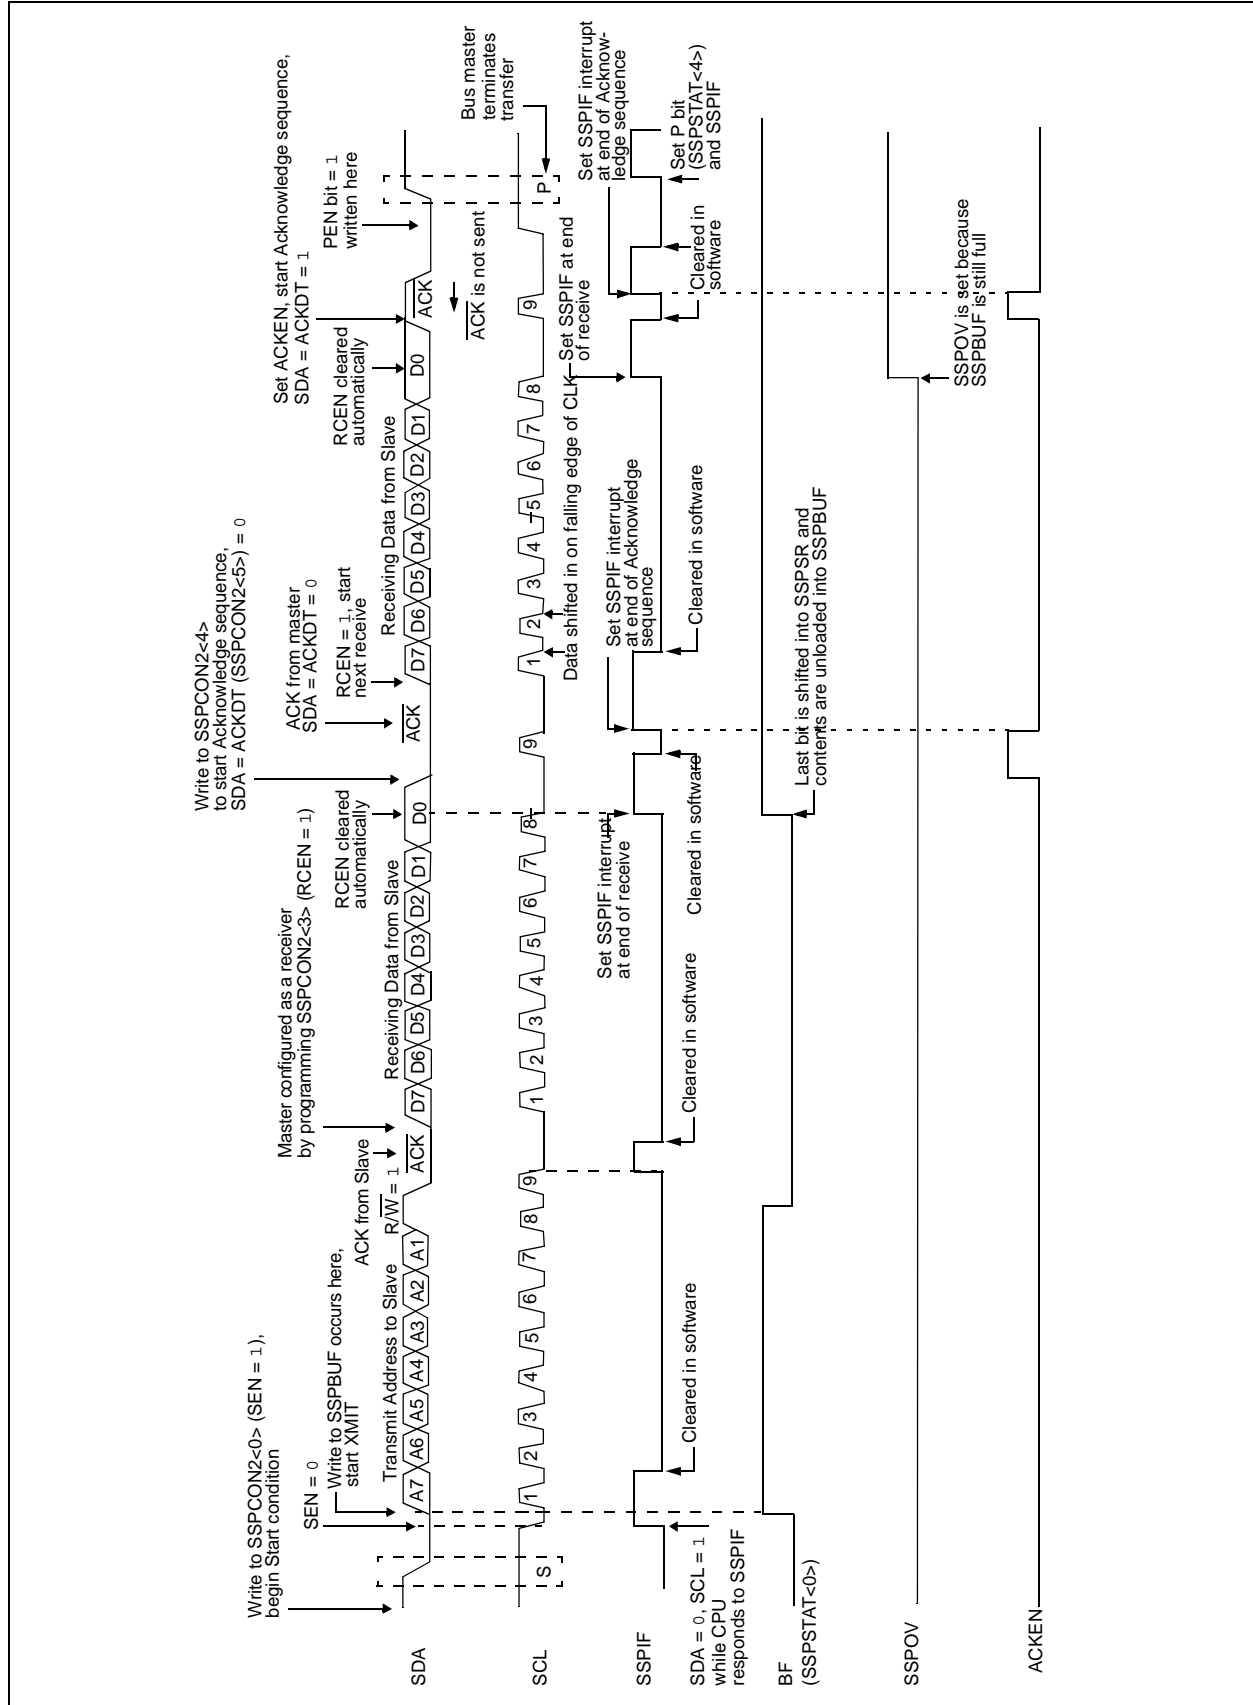 Write to SSPCON2<0> (SEN = 1),
begin Start condition
SEN = 0
Write to SSPBUF occurs here,
start XMIT
Transmit Address to Slave
ACK from Slave
R/W = 1
Master configured as a receiver
by programming SSPCON2<3> (RCEN = 1)
Receiving Data from Slave
RCEN cleared
automatically
Write to SSPCON2<4>
to start Acknowledge sequence,
SDA = ACKDT (SSPCON2<5>) = 0
ACK from master
SDA = ACKDT = 0
RCEN = 1, start
next receive
Receiving Data from Slave
RCEN cleared
automatically
Set ACKEN, start Acknowledge sequence,
SDA = ACKDT = 1
PEN bit = 1
written here
SDA
A7 A6 A5 A4 A3 A2 A1
ACK
D7 D6 D5 D4 D3 D2 D1 D0
ACK
D7 D6 D5 D4 D3 D2 D1 D0
ACK
ACK is not sent
Bus master
terminates
transfer
SCL
S
1 2 3 4 5 6 7 8 9
1 2 3 4 5 6 7 8 9
1 2 3 4 5 6 7 8 9
P
Data shifted in on falling edge of CLK
Set SSPIF interrupt
at end of receive
Set SSPIF interrupt
at end of Acknowledge
sequence
Set SSPIF at end
of receive
Set SSPIF interrupt
at end of Acknow-
ledge sequence
SSPIF
SDA = 0, SCL = 1
while CPU
responds to SSPIF
Cleared in software
Cleared in software
Cleared in software
Cleared in software
Cleared in software
Cleared in
software
Set P bit
(SSPSTAT<4>)
and SSPIF
BF
(SSPSTAT<0>)
Last bit is shifted into SSPSR and
contents are unloaded into SSPBUF
SSPOV
SSPOV is set because
SSPBUF is still full
ACKEN